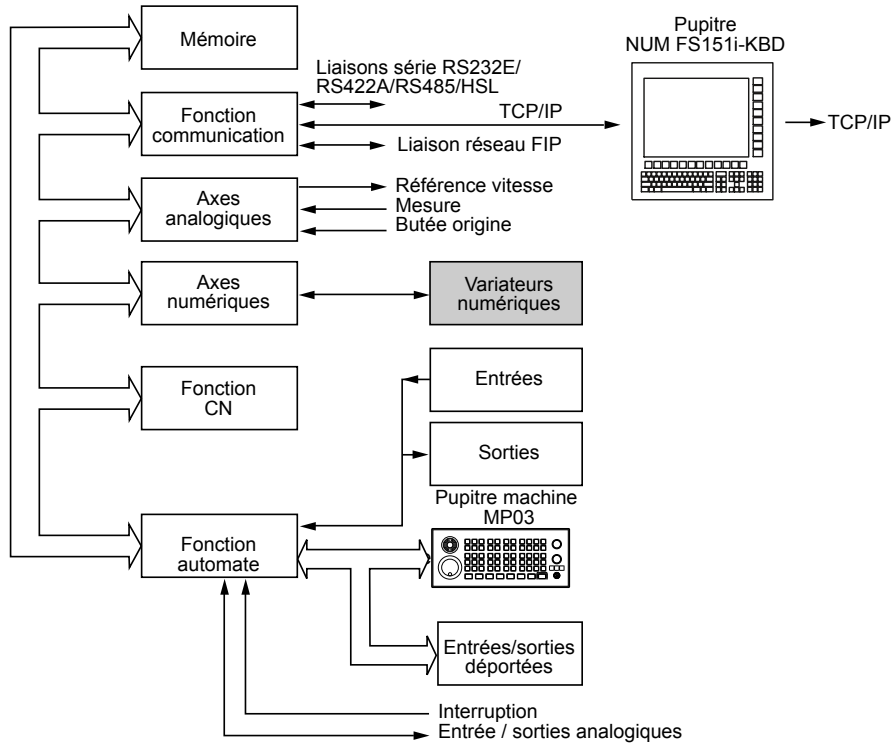 Mémoire
Pupitre
NUM FS151i-KBD
Liaisons série RS232E/
RS422A/RS485/HSL
Fonction
communication
TCP/IP
TCP/IP
Liaison réseau FIP
Axes
analogiques
Référence vitesse
Mesure
Butée origine
Axes
numériques
Variateurs
numériques
Fonction
CN
Entrées
Sorties
Pupitre machine
MP03
Fonction
automate
Entrées/sorties
déportées
Interruption
Entrée / sorties analogiques